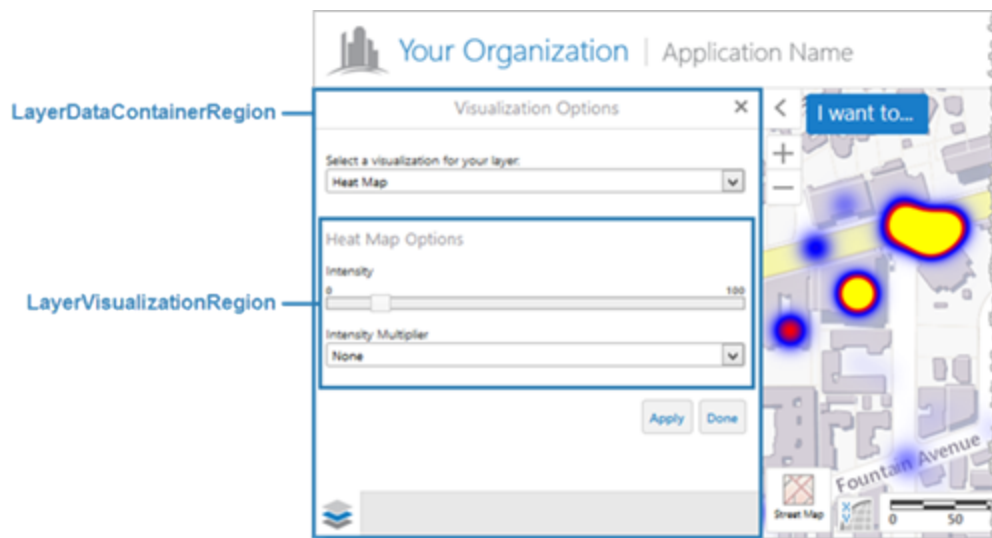 Your Organization | Application Name
LayerDataContainerRegion
Visualization Options
I want to...
Select a visualization for your layer:
Heat Map
Heat Map Options
Intensity
0 100
LayerVisualizationRegion
Intensity Multiplier
None
Apply Done
Fountain Avenue
Street Map
0 50